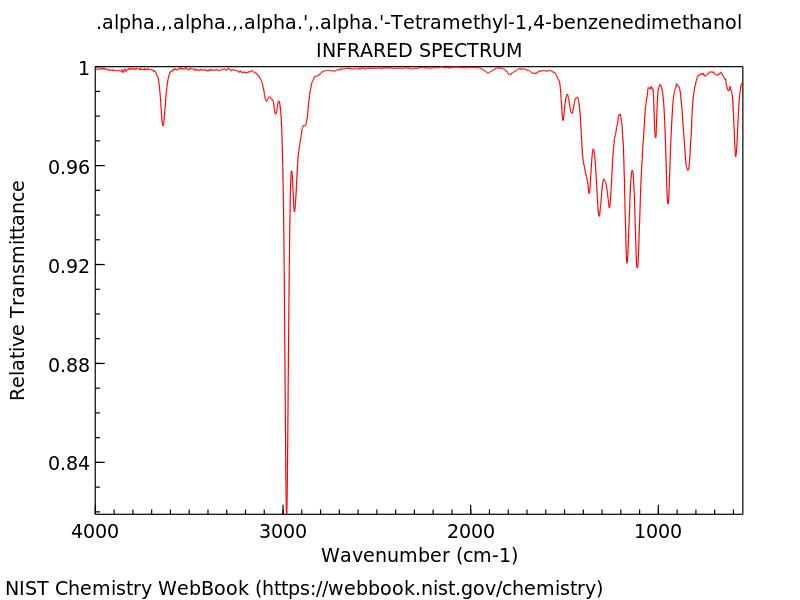 .alpha.,.alpha.,.alpha.',.alpha.'-Tetramethyl-1,4-benzenedimethanol
INFRARED SPECTRUM
1
0.96
0.92
0.88
0.84
Relative Transmittance
4000 3000 2000 1000
Wavenumber (cm-1)
NIST Chemistry WebBook (https://webbook.nist.gov/chemistry)